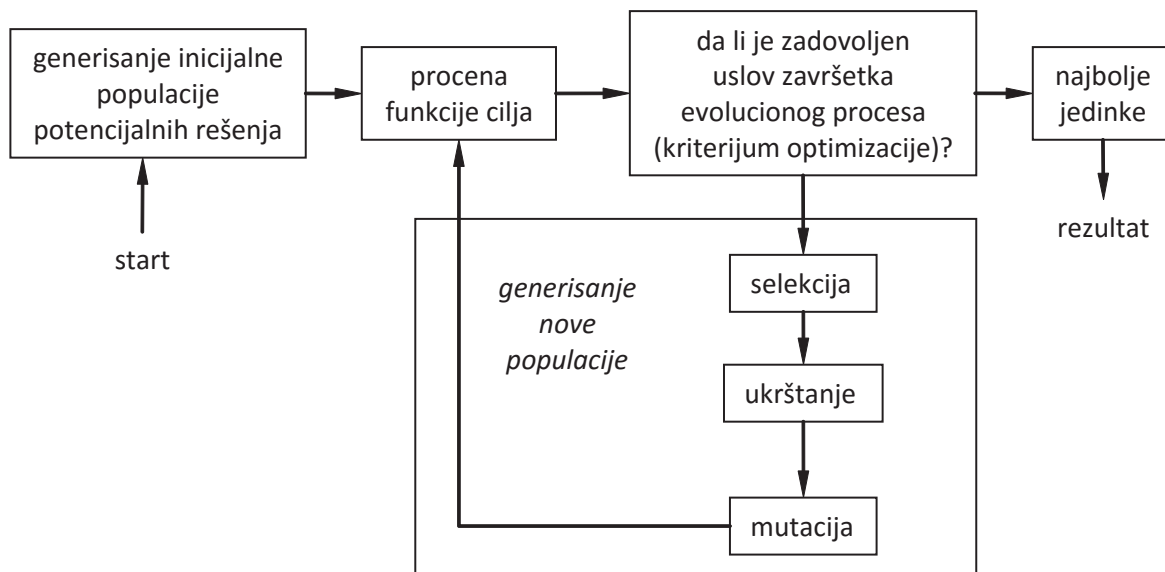 generisanje inicijalne
populacije
potencijalnih rešenja
procena
funkcije cilja
da li je zadovoljen
uslov završetka
evolucionog procesa
(kriterijum optimizacije)?
najbolje
jedinke
start
rezultat
generisanje
nove
populacije
selekcija
ukrštanje
mutacija